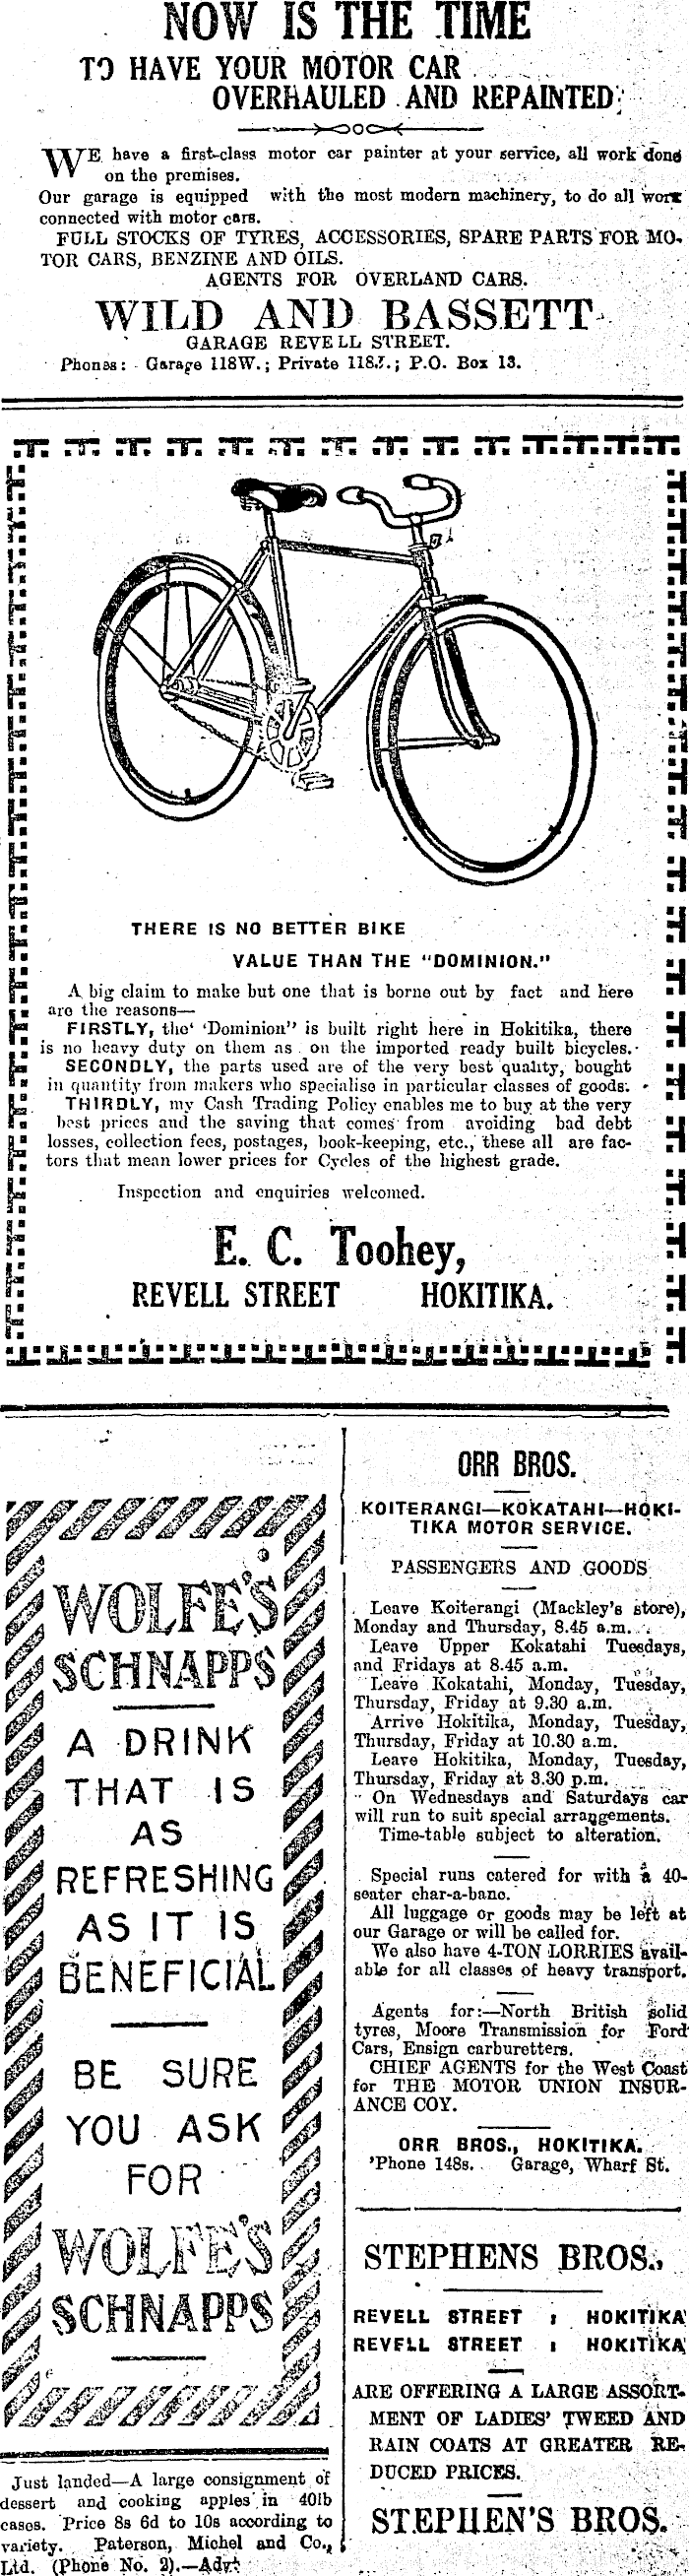 NOW IS THE TIME
TO HAVE YOUR MOTOR CAR
OVERHAULED AND REPAINTED
WE have a first-class motor car painter at your service, all work done
on the premises.
Our garage is equipped with the most modern machinery, to do all work
connected with motor cars.
FULL STOCKS OF TYRES, ACCESSORIES, SPARE PARTS FOR MO-
TOR CARS, BENZINE AND OILS.
AGENTS FOR OVERLAND CARS.
WILD AND BASSETT
GARAGE REVELL STREET.
Phones: Garage 118W.; Private 118J.; P.O. Box 13.
THERE IS NO BETTER BIKE
VALUE THAN THE "DOMINION."
A big claim to make but one that is borne out by fact and here
are the reasons—
FIRSTLY, the' 'Dominion" is built right here in Hokitika, there
is no heavy duty on them as on the imported ready built bicycles.
SECONDLY, the parts used are of the very best quality, bought
in quantity from makers who specialise in particular classes of goods.
THIRDLY, my Cash Trading Policy enables me to buy at the very
best prices and the saving that comes from avoiding bad debt
losses, collection fees, postages, book-keeping, etc., these all are fac-
tors that mean lower prices for Cycles of the highest grade.
Inspection and enquiries welcomed.
E. C. Toohey,
REVELL STREET HOKITIKA.
WOLFE'S
SCHNAPPS
A DRINK
THAT IS
AS
REFRESHING
AS IT IS
BENEFICIAL
BE SURE
YOU ASK
FOR
WOLFE'S
SCHNAPPS
Just landed—A large consignment of
dessert and cooking apples in 40lb
cases. Price 8s 6d to 10s according to
variety. Paterson, Michel and Co.,
Ltd. (Phone No. 2).—Advt
ORR BROS.
KOITERANGI—KOKATAHI—HOKI-
TIKA MOTOR SERVICE.
PASSENGERS AND GOODS
Leave Koiterangi (Mackley's store),
Monday and Thursday, 8.45 a.m.
Leave Upper Kokatahi Tuesdays,
and Fridays at 8.45 a.m.
Leave Kokatahi, Monday, Tuesday,
Thursday, Friday at 9.30 a.m.
Arrive Hokitika, Monday, Tuesday,
Thursday, Friday at 10.30 a.m.
Leave Hokitika, Monday, Tuesday,
Thursday, Friday at 3.30 p.m.
On Wednesdays and Saturdays car
will run to suit special arrangements.
Time-table subject to alteration.
Special runs catered for with a 40-
seater char-a-banc.
All luggage or goods may be left at
our Garage or will be called for.
We also have 4-TON LORRIES avail-
able for all classes of heavy transport.
Agents for:—North British solid
tyres, Moore Transmission for Ford
Cars, Ensign carburetters.
CHIEF AGENTS for the West Coast
for THE MOTOR UNION INSUR-
ANCE COY.
ORR BROS., HOKITIKA.
'Phone 148s. Garage, Wharf St.
STEPHENS BROS.,
REVELL STREET : HOKITIKA
REVELL STREET : HOKITIKA
ARE OFFERING A LARGE ASSORT-
MENT OF LADIES' TWEED AND
RAIN COATS AT GREATER RE-
DUCED PRICES.
STEPHEN'S BROS.